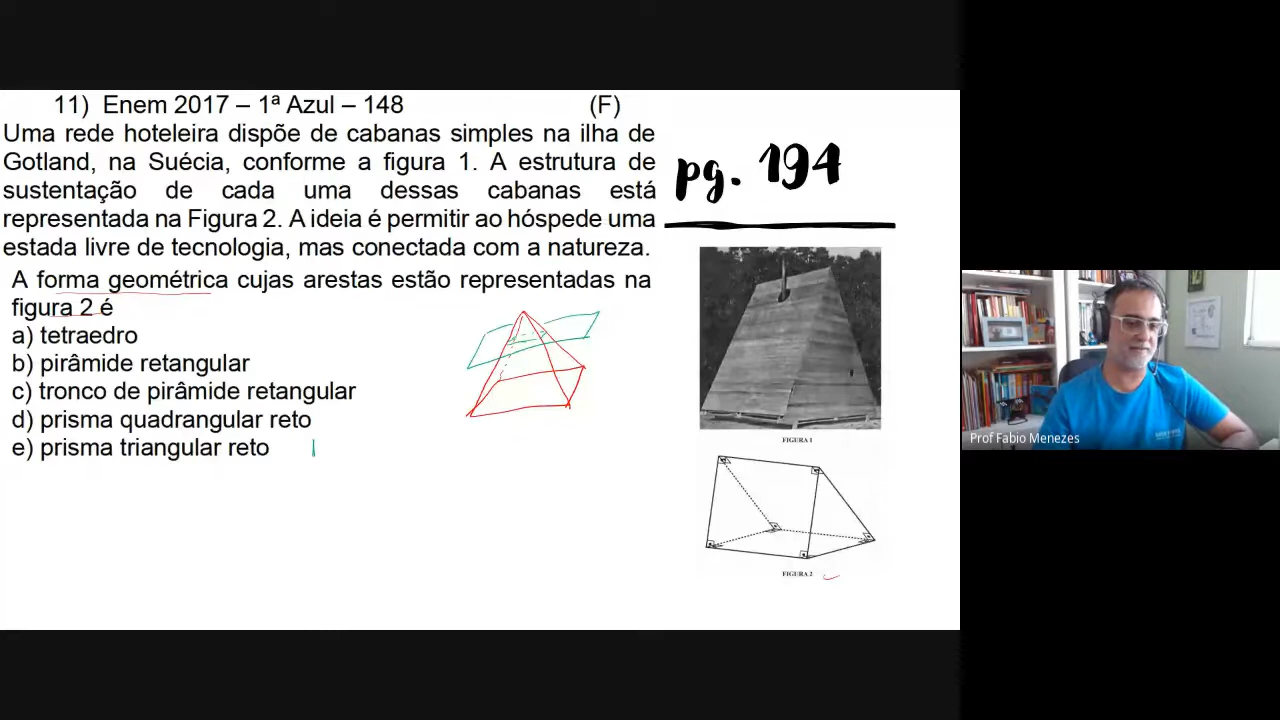 11) Enem 2017 – 1ª Azul – 148 (F)
Uma rede hoteleira dispõe de cabanas simples na ilha de
Gotland, na Suécia, conforme a figura 1. A estrutura de
sustentação de cada uma dessas cabanas está
representada na Figura 2. A ideia é permitir ao hóspede uma
estada livre de tecnologia, mas conectada com a natureza.
A forma geométrica cujas arestas estão representadas na
figura 2 é
a) tetraedro
b) pirâmide retangular
c) tronco de pirâmide retangular
d) prisma quadrangular reto
e) prisma triangular reto
pg. 194
FIGURA 1
FIGURA 2
Prof Fabio Menezes